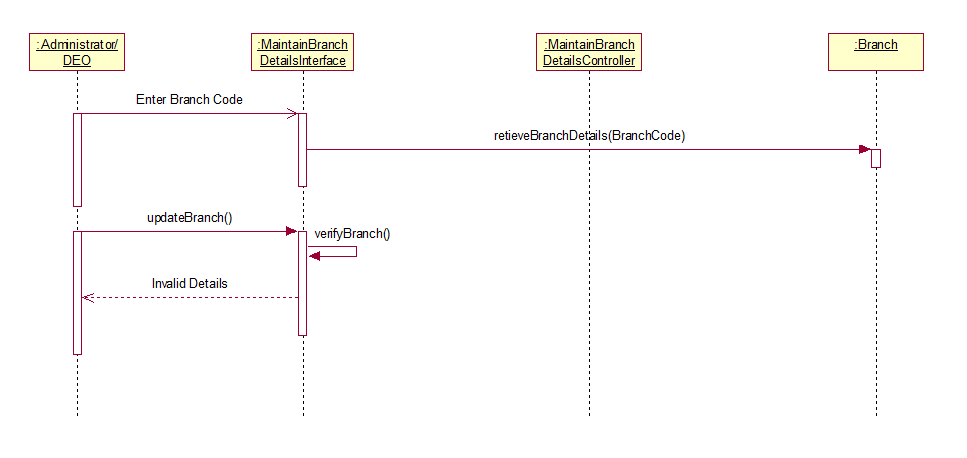 :Administrator/
DEO
:MaintainBranch
DetailsInterface
:MaintainBranch
DetailsController
:Branch
Enter Branch Code
retieveBranchDetails(BranchCode)
updateBranch()
verifyBranch()
Invalid Details